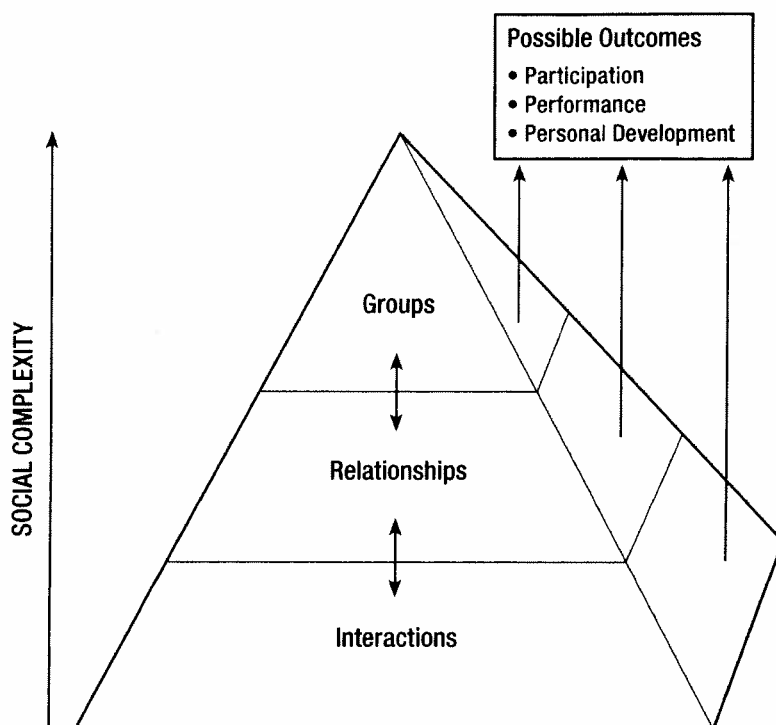 Possible Outcomes
• Participation
• Performance
• Personal Development
SOCIAL COMPLEXITY
Groups
Relationships
Interactions